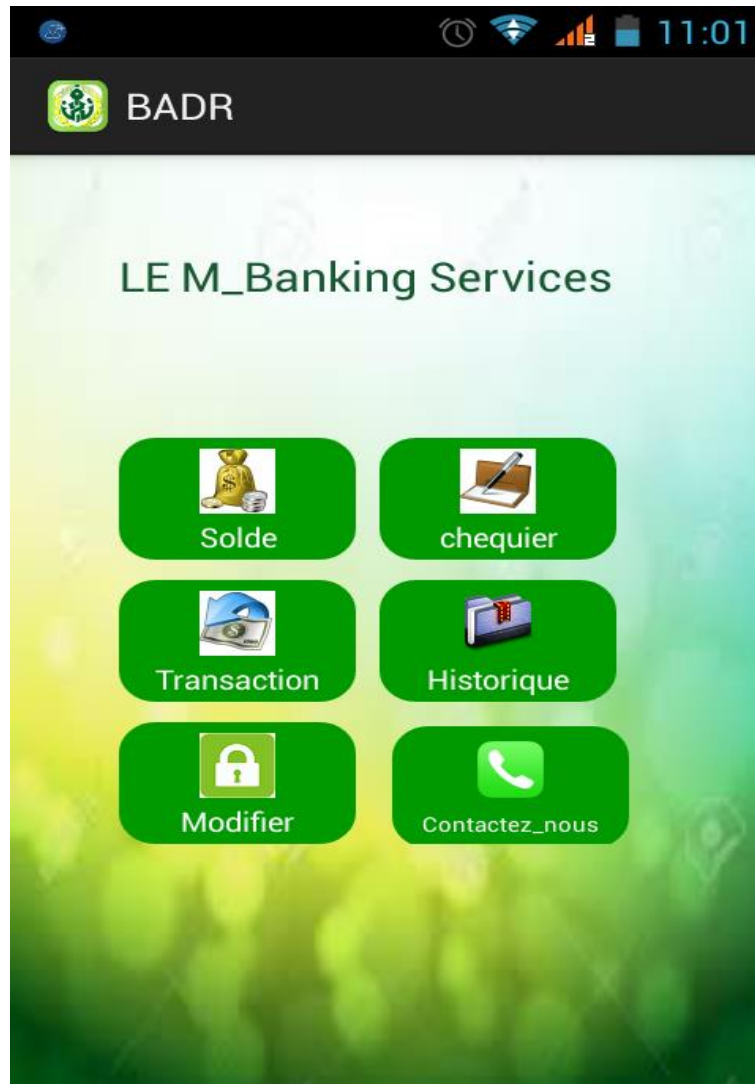 11:01
BADR
LE M_Banking Services
Solde
chequier
Transaction
Historique
Modifier
Contactez_nous